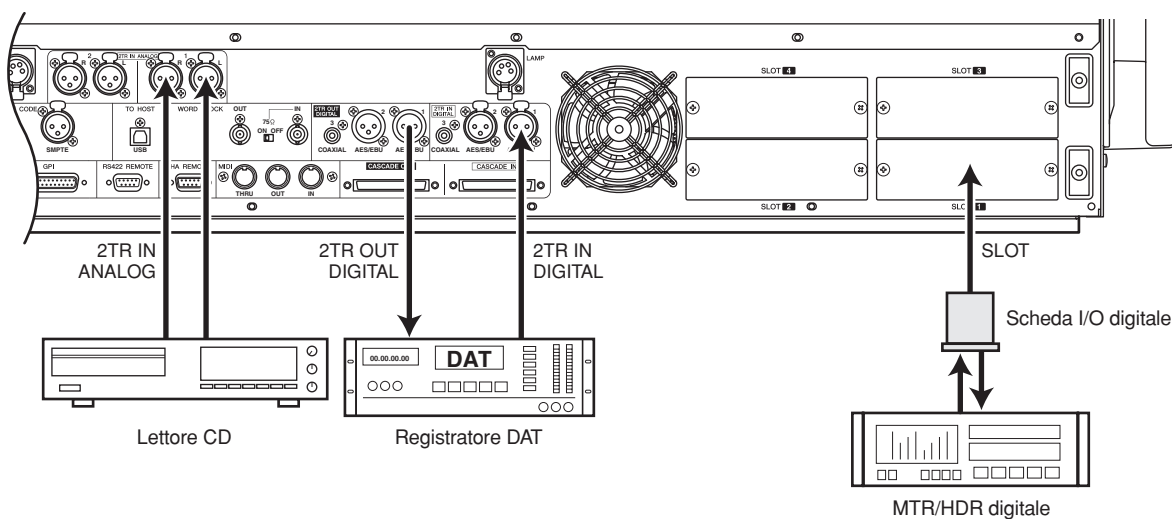 2TR IN ANALOG
2
1
R
L
R
L
LAMP
SLOT 4
SLOT 3
CODE
SMPTE
TO HOST
USB
WORD
OCK
OUT
75Ω
ON OFF
IN
2TR OUT DIGITAL
3
COAXIAL
2
AES/EBU
1
2TR IN DIGITAL
3
COAXIAL
2
AES/EBU
1
GPI
RS422 REMOTE
HA REMO
MIDI
THRU
OUT
IN
CASCADE
CASCADE IN
SLOT 2
SLOT 1
2TR IN
ANALOG
2TR OUT
DIGITAL
2TR IN
DIGITAL
SLOT
Scheda I/O digitale
00.00.00.00
DAT
Lettore CD
Registratore DAT
MTR/HDR digitale